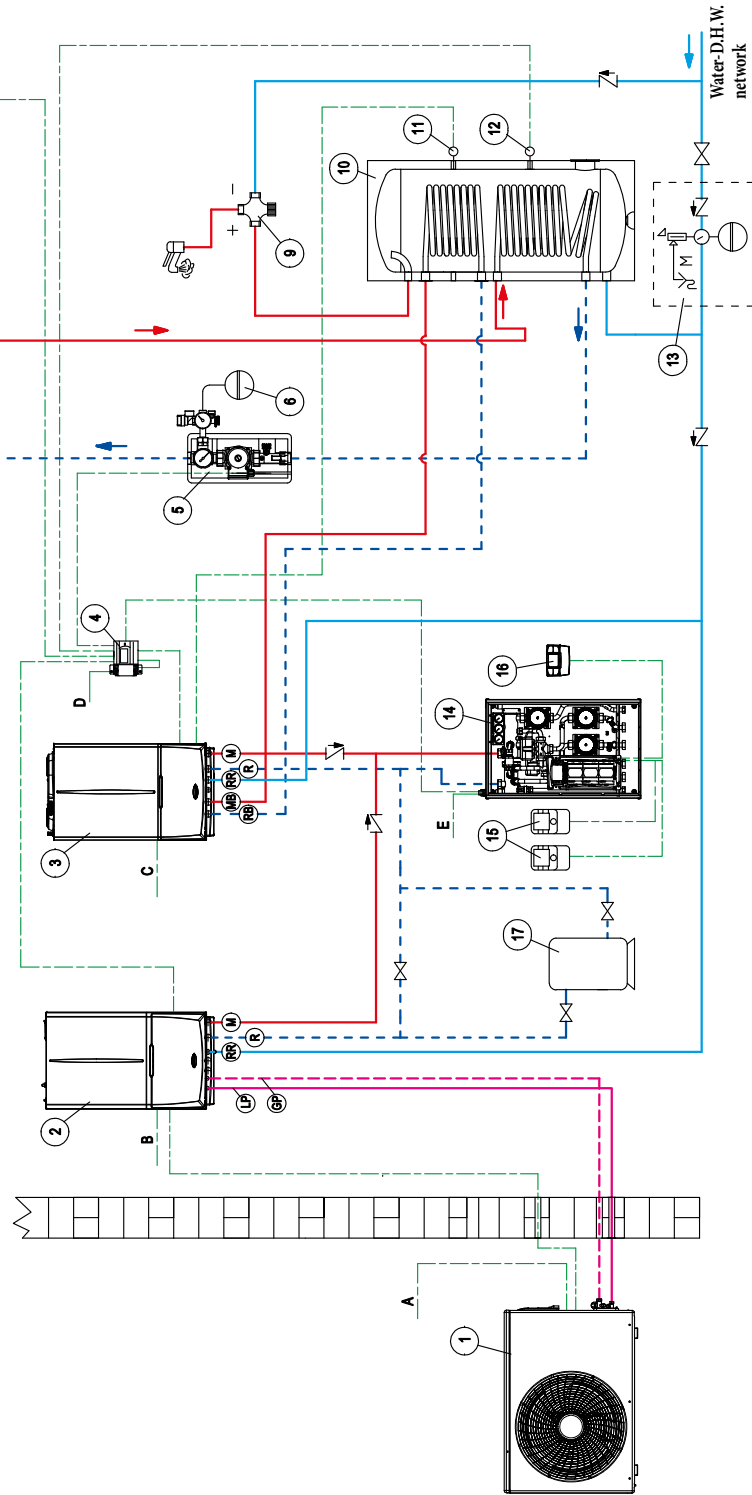 Water-D.H.W.
network
10
11
12
9
+
−
6
5
13
M
4
D
3
C
M
R
RR
MB
RB
14
16
15
E
17
2
B
M
R
RR
LP
GP
A
1